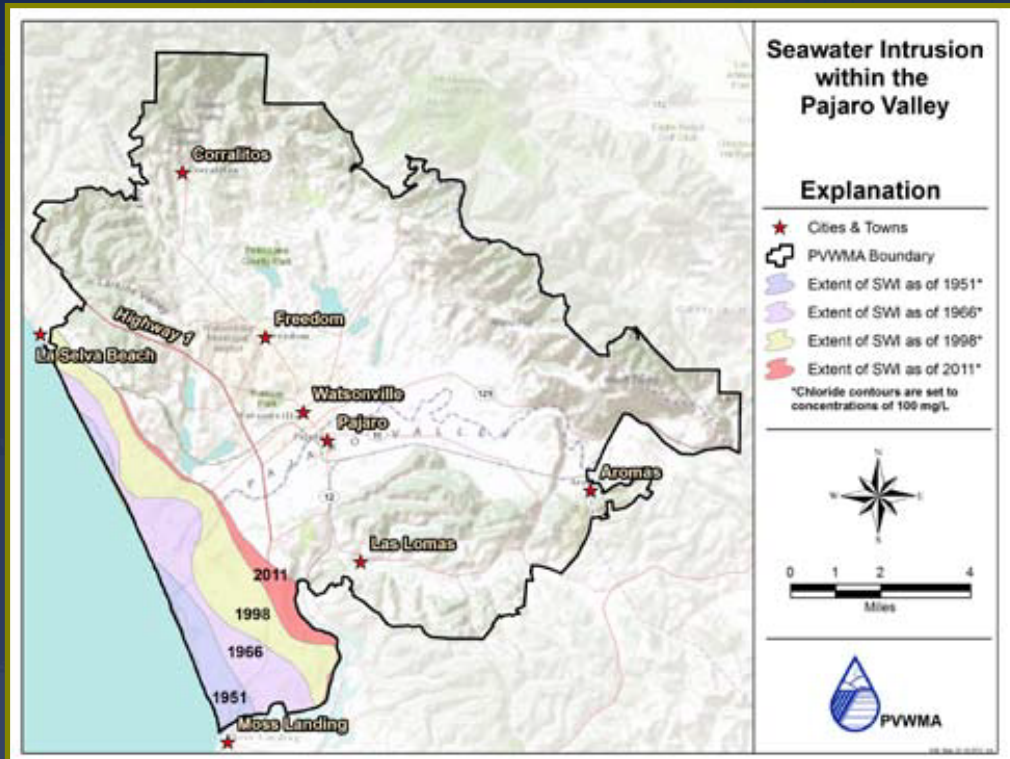 Seawater Intrusion
within the
Pajaro Valley
Explanation
Cities & Towns
PVWMA Boundary
Extent of SWI as of 1951*
Extent of SWI as of 1966*
Extent of SWI as of 1998*
Extent of SWI as of 2011*
*Chloride contours are set to
concentrations of 100 mg/L
N
W
E
S
0 1 2 4
Miles
PVWMA
Corralitos
Highway 1
Freedom
La Selva Beach
Watsonville
129
Pajaro
Aromas
12
Las Lomas
2011
1998
1966
1951
Moss Landing